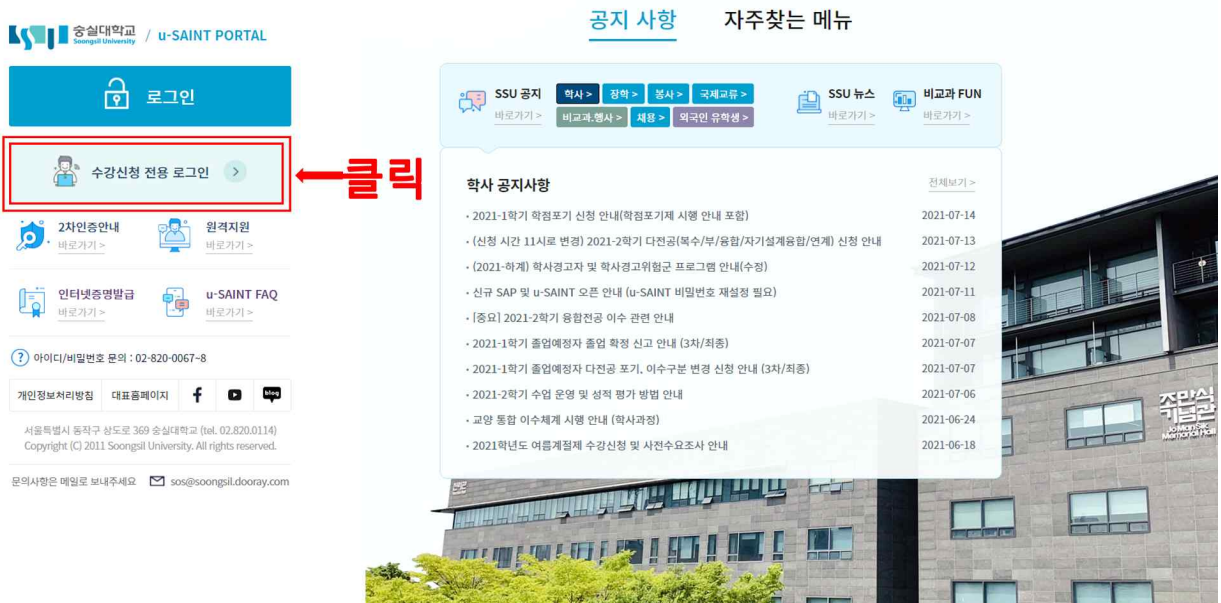 숭실대학교
Soongsil University
/ u-SAINT PORTAL
로그인
수강신청 전용 로그인 >
클릭
2차인증안내
바로가기 >
원격지원
바로가기 >
인터넷증명발급
바로가기 >
u-SAINT FAQ
바로가기 >
? 아이디/비밀번호 문의 : 02-820-0067~8
개인정보처리방침 대표홈페이지 f blog
서울특별시 동작구 상도로 369 숭실대학교 (tel. 02.820.0114)
Copyright (C) 2011 Soongsil University. All rights reserved.
문의사항은 메일로 보내주세요 sos@soongsil.dooray.com
공지 사항 자주찾는 메뉴
SSU 공지
바로가기 >
학사 > 장학 > 봉사 > 국제교류 >
비교과.행사 > 채용 > 외국인 유학생 >
SSU 뉴스
바로가기 >
비교과 FUN
바로가기 >
학사 공지사항 전체보기 >
· 2021-1학기 학점포기 신청 안내(학점포기제 시행 안내 포함) 2021-07-14
· (신청 시간 11시로 변경) 2021-2학기 다전공(복수/부/융합/자기설계융합/연계) 신청 안내 2021-07-13
· (2021-하계) 학사경고자 및 학사경고위험군 프로그램 안내(수정) 2021-07-12
· 신규 SAP 및 u-SAINT 오픈 안내 (u-SAINT 비밀번호 재설정 필요) 2021-07-11
· [중요] 2021-2학기 융합전공 이수 관련 안내 2021-07-08
· 2021-1학기 졸업예정자 졸업 확정 신고 안내 (3차/최종) 2021-07-07
· 2021-1학기 졸업예정자 다전공 포기, 이수구분 변경 신청 안내 (3차/최종) 2021-07-07
· 2021-2학기 수업 운영 및 성적 평가 방법 안내 2021-07-06
· 교양 통합 이수체계 시행 안내 (학사과정) 2021-06-24
· 2021학년도 여름계절제 수강신청 및 사전수요조사 안내 2021-06-18
조만식
기념관
Jo Man Sik
Memorial Hall